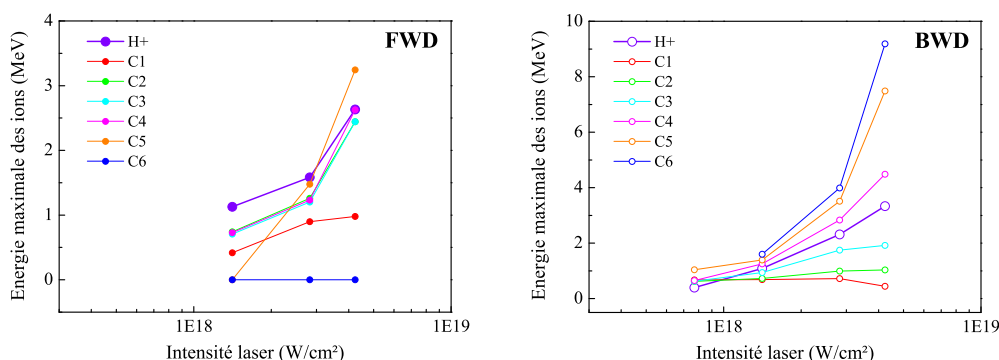 FWD
H+
C1
C2
C3
C4
C5
C6
4
3
2
1
0
Energie maximale des ions (MeV)
1E18
1E19
Intensité laser (W/cm²)
BWD
H+
C1
C2
C3
C4
C5
C6
10
8
6
4
2
0
Energie maximale des ions (MeV)
1E18
1E19
Intensité laser (W/cm²)